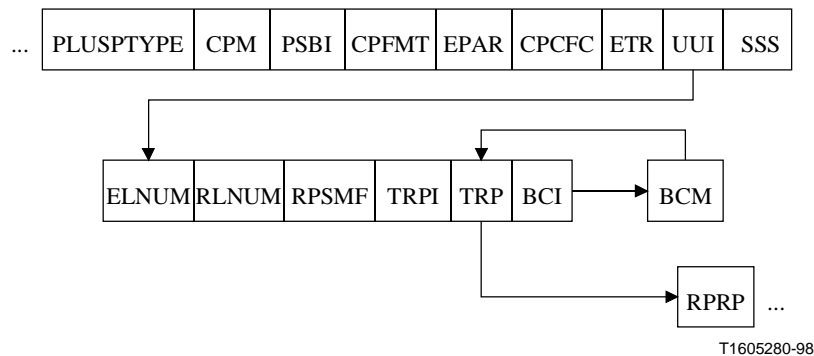 ... PLUSPTYPE CPM PSBI CPFMT EPAR CPCFC ETR UUI SSS
ELNUM RLNUM RPSMF TRPI TRP BCI BCM
RPRP ...
T1605280-98